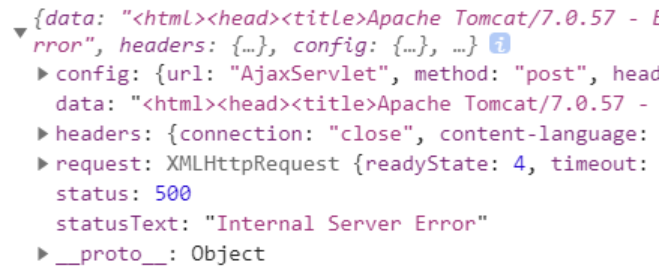 {data: "<html><head><title>Apache Tomcat/7.0.57 - E
rror", headers: {…}, config: {…}, …} i
config: {url: "AjaxServlet", method: "post", head
data: "<html><head><title>Apache Tomcat/7.0.57 -
headers: {connection: "close", content-language:
request: XMLHttpRequest {readyState: 4, timeout:
status: 500
statusText: "Internal Server Error"
__proto__: Object